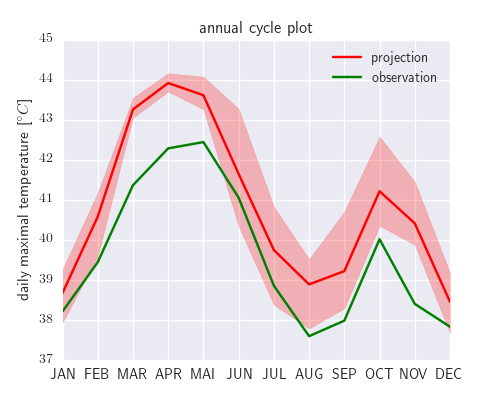 annual cycle plot
45
44
43
42
41
40
39
38
37
daily maximal temperature [°C]
projection
observation
JAN FEB MAR APR MAI JUN JUL AUG SEP OCT NOV DEC